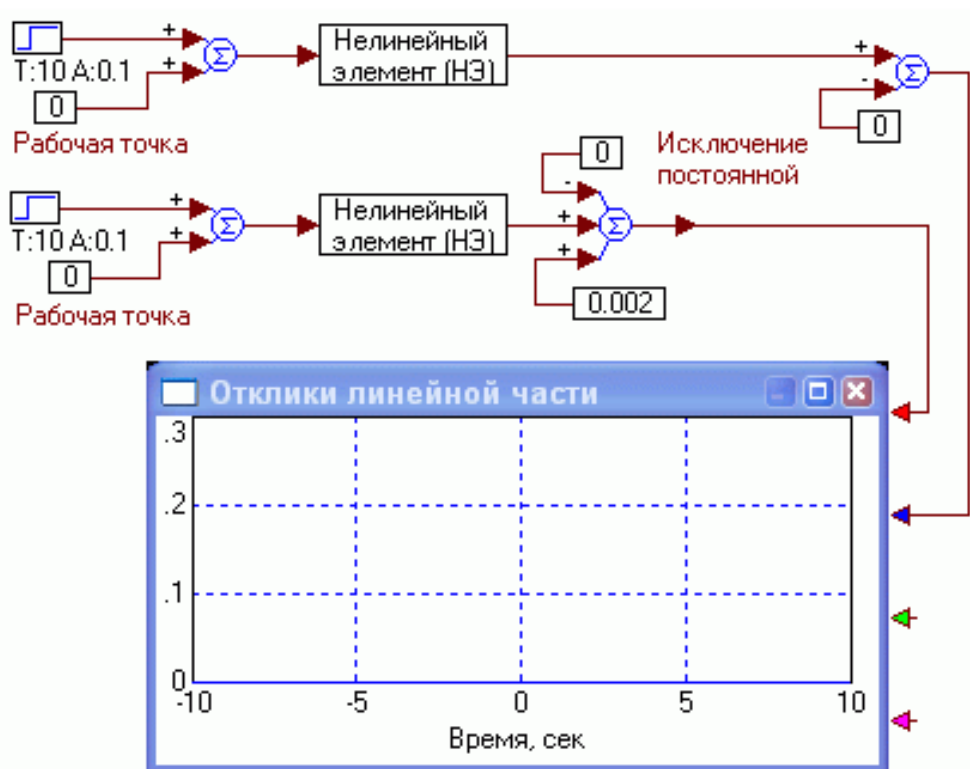 +
Нелинейный
элемент (НЭ)
+
Σ
+
Σ
-
T:10 A:0.1
0
0
Рабочая точка
Исключение
постоянной
0
-
+
Нелинейный
элемент (НЭ)
+
Σ
+
Σ
+
T:10 A:0.1
0
0.002
Рабочая точка
Отклики линейной части
.3
.2
.1
0
-10
-5
0
5
10
Время, сек